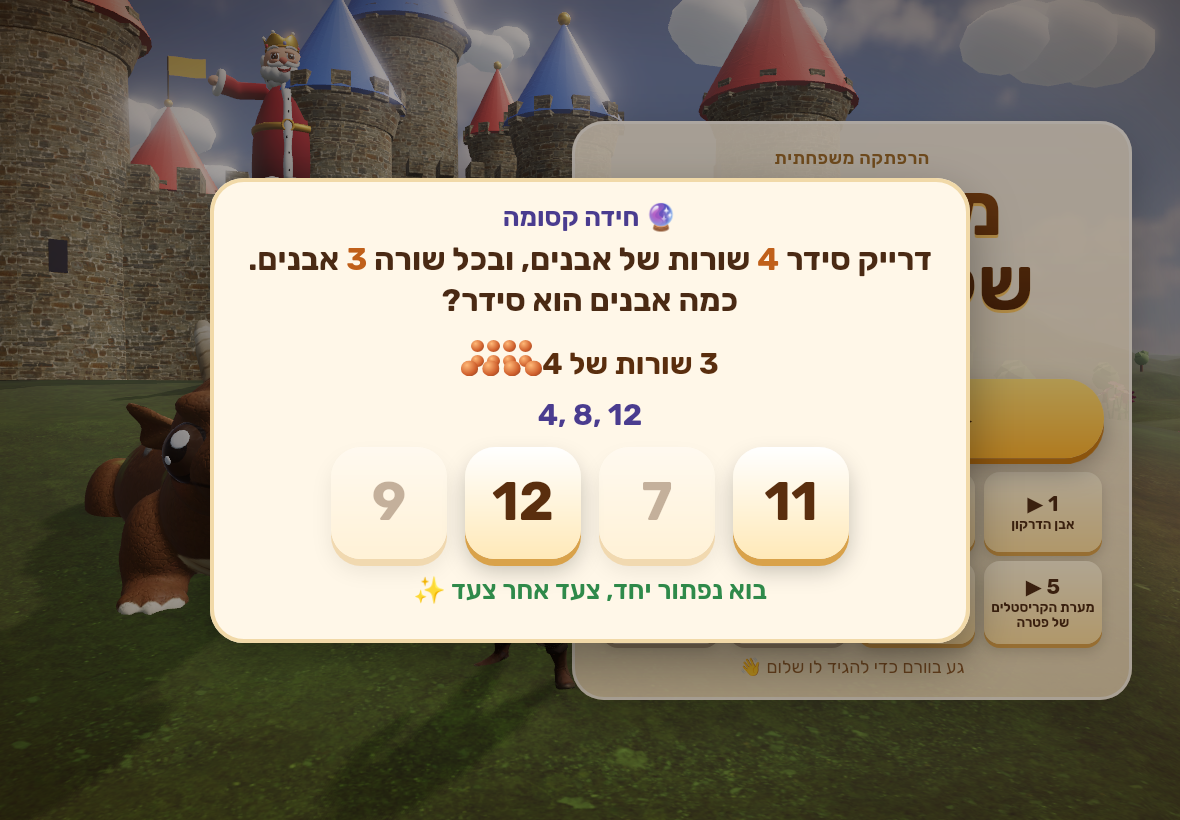 הרפתקה משפחתית
🔮 חידה קסומה
דרייק סידר 4 שורות של אבנים, ובכל שורה 3 אבנים.
כמה אבנים הוא סידר?
3 שורות של 4
4, 8, 12
11
7
12
9
בוא נפתור יחד, צעד אחר צעד ✨
1 ▶
אבן הדרקון
5 ▶
מערת הקריסטלים
של פטרה
גע בוורם כדי להגיד לו שלום 👋